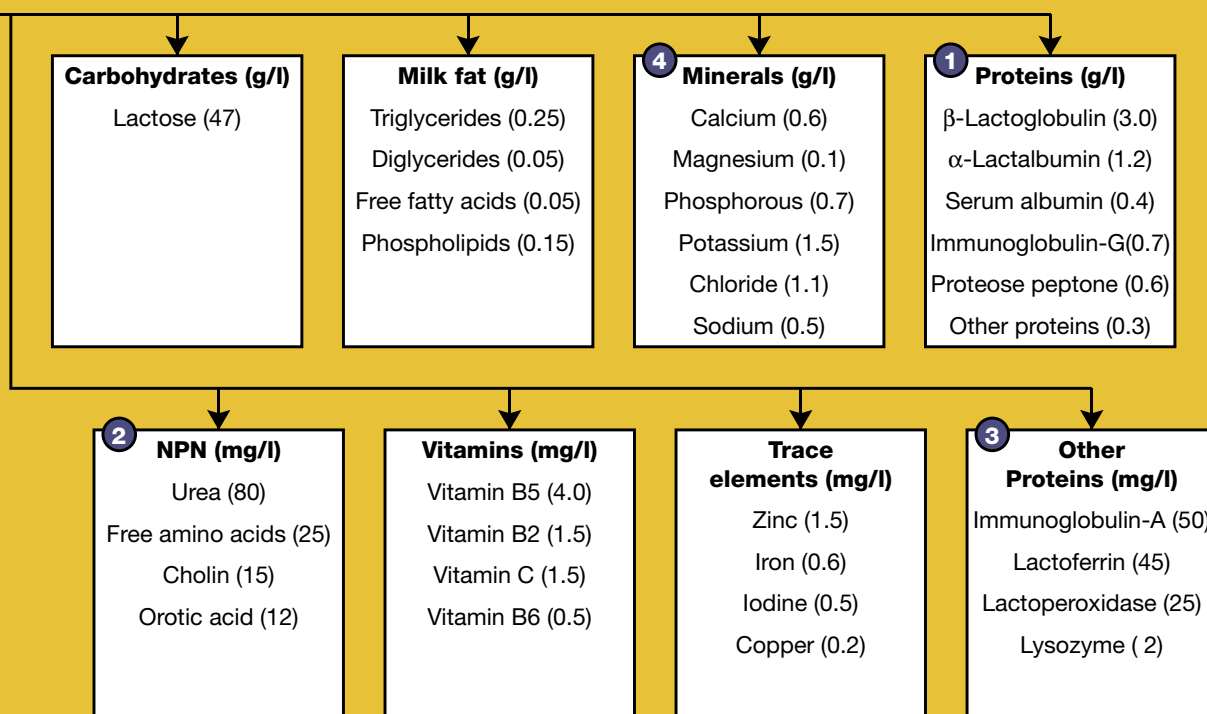 Carbohydrates (g/l)
Lactose (47)
Milk fat (g/l)
Triglycerides (0.25)
Diglycerides (0.05)
Free fatty acids (0.05)
Phospholipids (0.15)
4
Minerals (g/l)
Calcium (0.6)
Magnesium (0.1)
Phosphorous (0.7)
Potassium (1.5)
Chloride (1.1)
Sodium (0.5)
1
Proteins (g/l)
β-Lactoglobulin (3.0)
α-Lactalbumin (1.2)
Serum albumin (0.4)
Immunoglobulin-G(0.7)
Proteose peptone (0.6)
Other proteins (0.3)
2
NPN (mg/l)
Urea (80)
Free amino acids (25)
Cholin (15)
Orotic acid (12)
Vitamins (mg/l)
Vitamin B5 (4.0)
Vitamin B2 (1.5)
Vitamin C (1.5)
Vitamin B6 (0.5)
Trace
elements (mg/l)
Zinc (1.5)
Iron (0.6)
Iodine (0.5)
Copper (0.2)
3
Other
Proteins (mg/l)
Immunoglobulin-A (50)
Lactoferrin (45)
Lactoperoxidase (25)
Lysozyme ( 2)